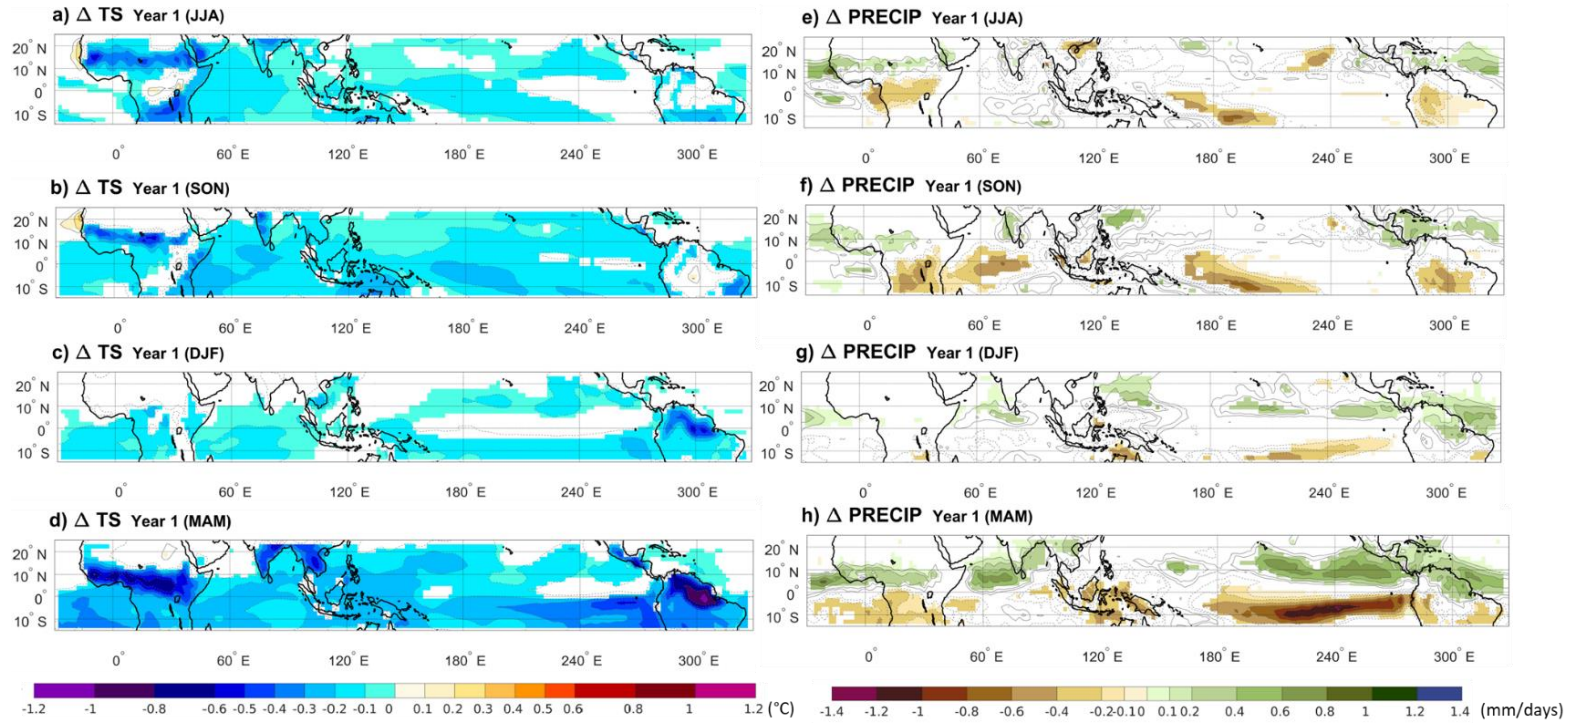 a) Δ TS Year 1 (JJA)
20° N
10° N
0°
10° S
0° 60° E 120° E 180° E 240° E 300° E
b) Δ TS Year 1 (SON)
20° N
10° N
0°
10° S
0° 60° E 120° E 180° E 240° E 300° E
c) Δ TS Year 1 (DJF)
20° N
10° N
0°
10° S
0° 60° E 120° E 180° E 240° E 300° E
d) Δ TS Year 1 (MAM)
20° N
10° N
0°
10° S
0° 60° E 120° E 180° E 240° E 300° E
-1.2 -1 -0.8 -0.6 -0.5 -0.4 -0.3 -0.2 -0.1 0 0.1 0.2 0.3 0.4 0.5 0.6 0.8 1 1.2 (°C)
e) Δ PRECIP Year 1 (JJA)
20° N
10° N
0°
10° S
0° 60° E 120° E 180° E 240° E 300° E
f) Δ PRECIP Year 1 (SON)
20° N
10° N
0°
10° S
0° 60° E 120° E 180° E 240° E 300° E
g) Δ PRECIP Year 1 (DJF)
20° N
10° N
0°
10° S
0° 60° E 120° E 180° E 240° E 300° E
h) Δ PRECIP Year 1 (MAM)
20° N
10° N
0°
10° S
0° 60° E 120° E 180° E 240° E 300° E
-1.4 -1.2 -1 -0.8 -0.6 -0.4 -0.2 -0.1 0 0.1 0.2 0.4 0.6 0.8 1 1.2 1.4 (mm/days)